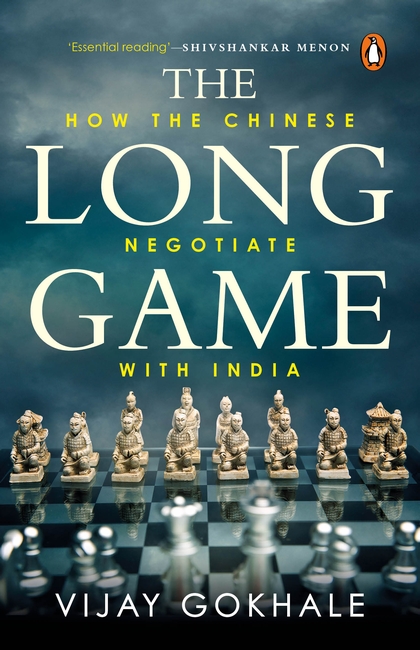 'Essential reading'—SHIVSHANKAR MENON
THE
HOW THE CHINESE
LONG
NEGOTIATE
GAME
WITH INDIA
VIJAY GOKHALE